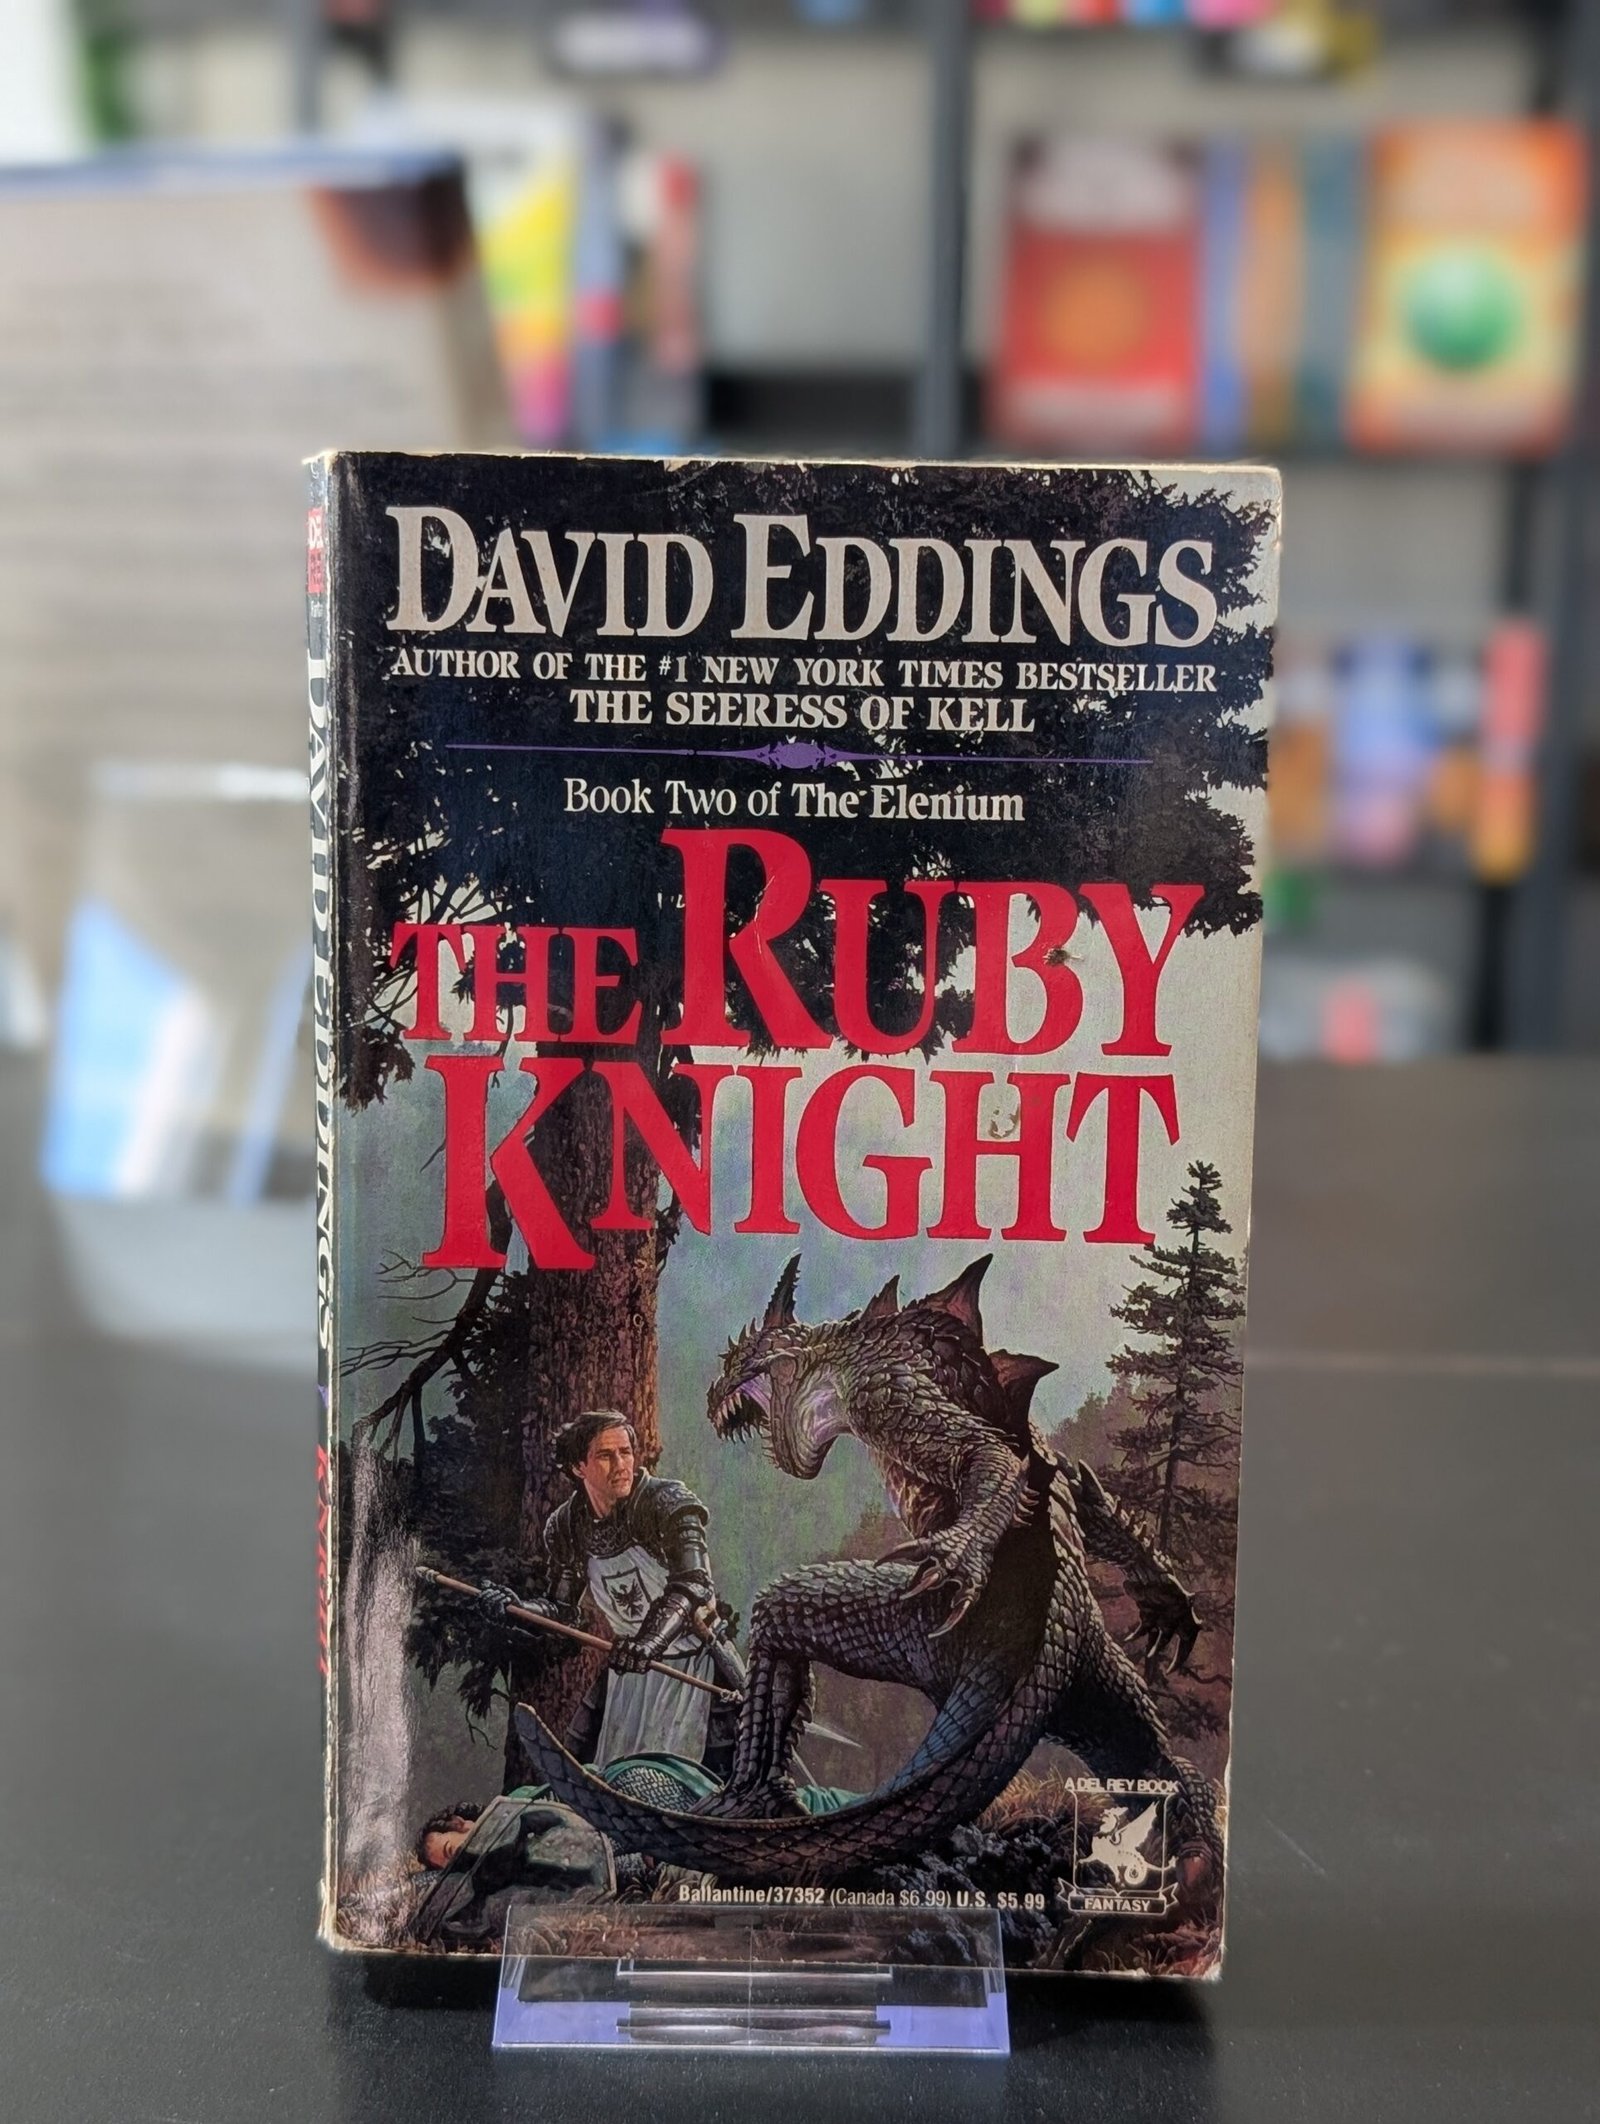 DAVID EDDINGS
AUTHOR OF THE #1 NEW YORK TIMES BESTSELLER
THE SEERESS OF KELL
Book Two of The Elenium
THE RUBY
KNIGHT
A DEL REY BOOK
FANTASY
Ballantine/37352 (Canada $6.99) U.S. $5.99
DAVID EDDINGS